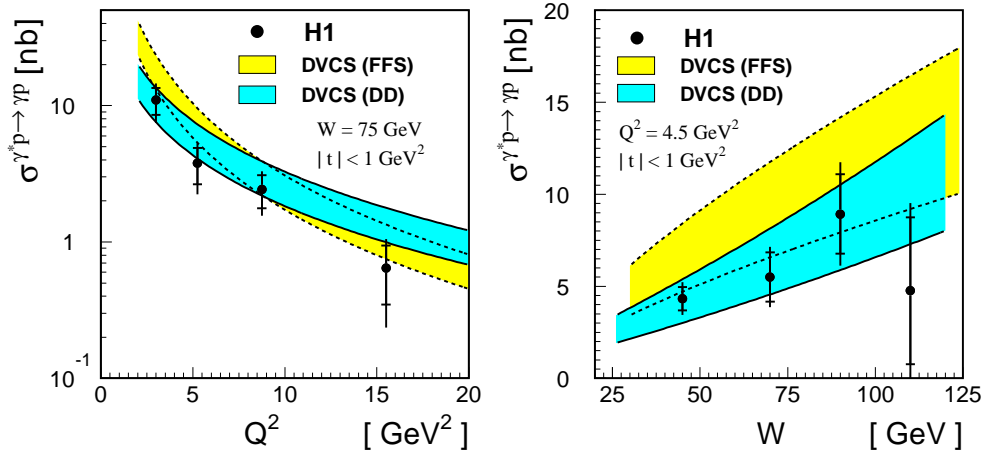 σ^γ*p→γp [nb]
10
1
10^-1
H1
DVCS (FFS)
DVCS (DD)
W = 75 GeV
| t | < 1 GeV²
0 5 10 15 20
Q² [ GeV² ]
σ^γ*p→γp [nb]
20
15
10
5
0
H1
DVCS (FFS)
DVCS (DD)
Q² = 4.5 GeV²
| t | < 1 GeV²
25 50 75 100 125
W [ GeV ]